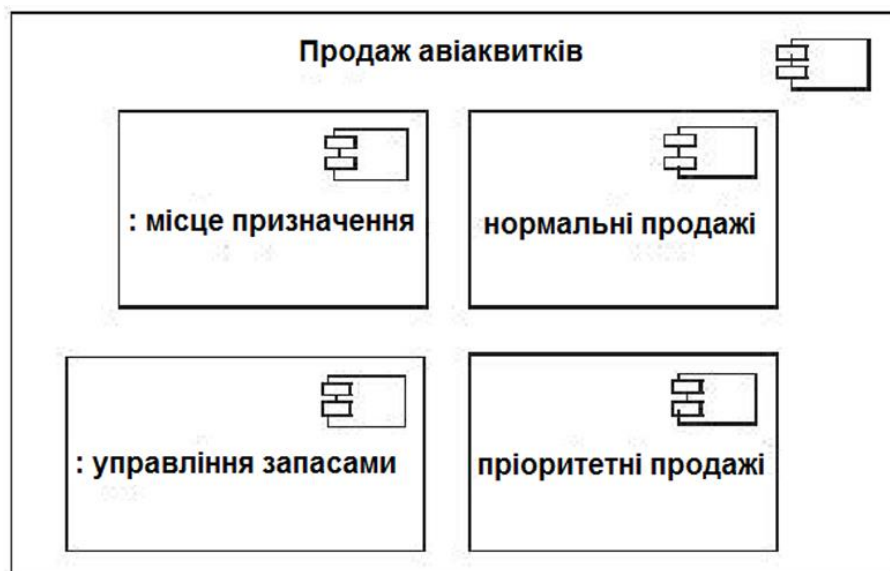 Продаж авіаквитків
: місце призначення
нормальні продажі
: управління запасами
пріоритетні продажі